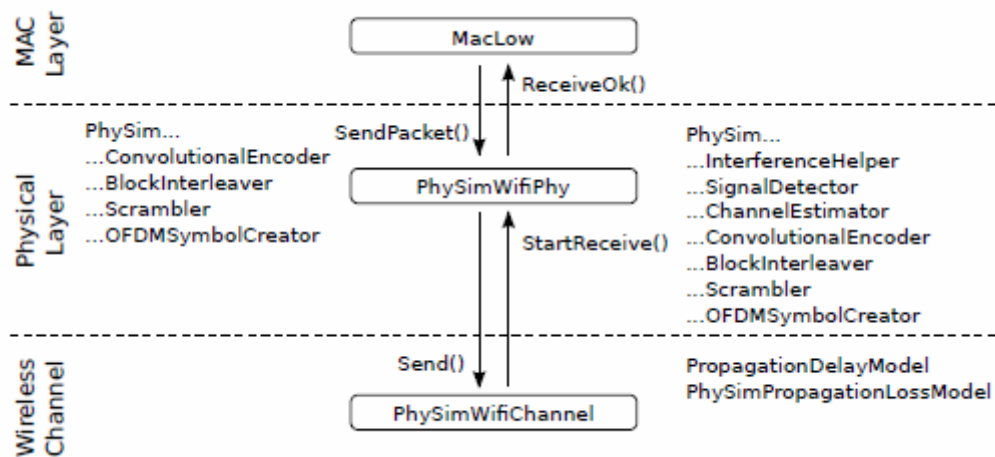 MAC
Layer
MacLow
ReceiveOk()
SendPacket()
Physical
Layer
PhySim...
...ConvolutionalEncoder
...BlockInterleaver
...Scrambler
...OFDMSymbolCreator
PhySimWifiPhy
StartReceive()
PhySim...
...InterferenceHelper
...SignalDetector
...ChannelEstimator
...ConvolutionalEncoder
...BlockInterleaver
...Scrambler
...OFDMSymbolCreator
Wireless
Channel
Send()
PhySimWifiChannel
PropagationDelayModel
PhySimPropagationLossModel